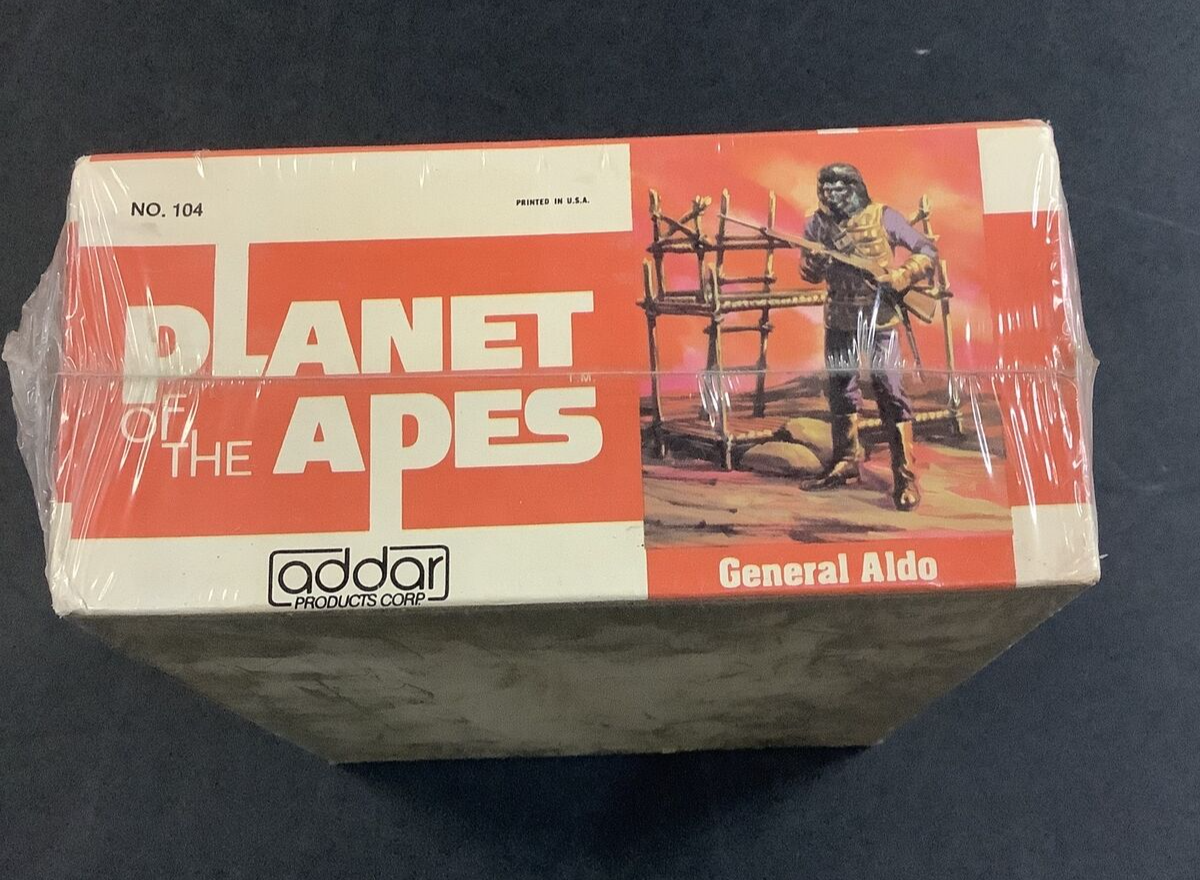 NO. 104
PRINTED IN U.S.A.
PLANET
T.M.
OF THE APES
addar
PRODUCTS CORP.
General Aldo